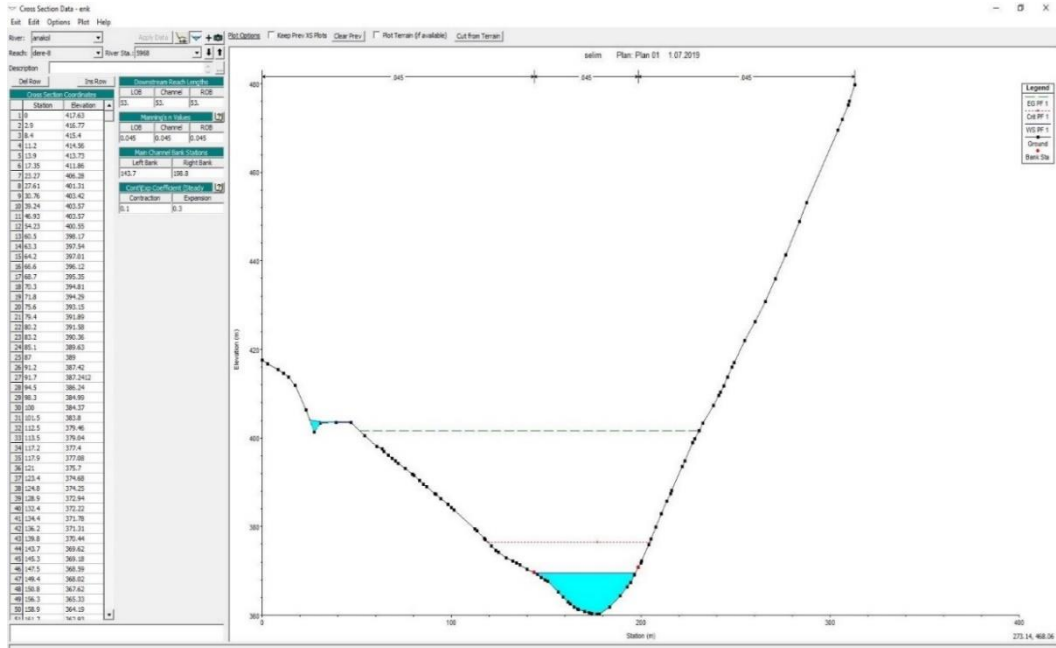 Cross Section Data - enk
Exit Edit Options Plot Help
River: anakol Apply Data
Reach: dere-8 River Sta.: 5968
Description
Del Row Ins Row
Cross Section Coordinates
Station Elevation
1 0 417.63
2 2.9 416.77
3 8.4 415.4
4 11.2 414.56
5 13.9 413.73
6 17.35 411.86
7 23.27 406.28
8 27.61 401.31
9 30.76 403.42
10 39.24 403.57
11 46.93 403.57
12 54.23 400.55
13 60.5 398.17
14 63.3 397.54
15 64.2 397.01
16 66.6 396.12
17 68.7 395.35
18 70.3 394.81
19 71.8 394.29
20 75.6 393.15
21 79.4 391.89
22 80.2 391.58
23 83.2 390.36
24 85.1 389.63
25 87 389
26 91.2 387.42
27 91.7 387.2412
28 94.5 386.24
29 98.3 384.99
30 100 384.37
31 101.5 383.8
32 112.5 379.46
33 113.5 379.04
34 117.2 377.4
35 117.9 377.08
36 121 375.7
37 123.4 374.68
38 124.8 374.25
39 128.9 372.94
40 132.4 372.22
41 134.4 371.78
42 136.2 371.31
43 139.8 370.44
44 143.7 369.62
45 145.3 369.18
46 147.5 368.59
47 149.4 368.02
48 150.8 367.62
49 156.3 365.33
50 158.9 364.19
Downstream Reach Lengths
LOB Channel ROB
53. 53. 53.
Manning's n Values
LOB Channel ROB
0.045 0.045 0.045
Main Channel Bank Stations
Left Bank Right Bank
143.7 198.8
Cont\Exp Coefficient (Steady
Contraction Expansion
0.1 0.3
Plot Options Keep Prev XS Plots Clear Prev Plot Terrain (if available) Cut from Terrain
selim Plan: Plan 01 1.07.2019
.045 .045 .045
480
460
440
420
400
380
360
Elevation (m)
0 100 200 300 400
Station (m)
Legend
EG PF 1
Crit PF 1
WS PF 1
Ground
Bank Sta
273.14, 468.06